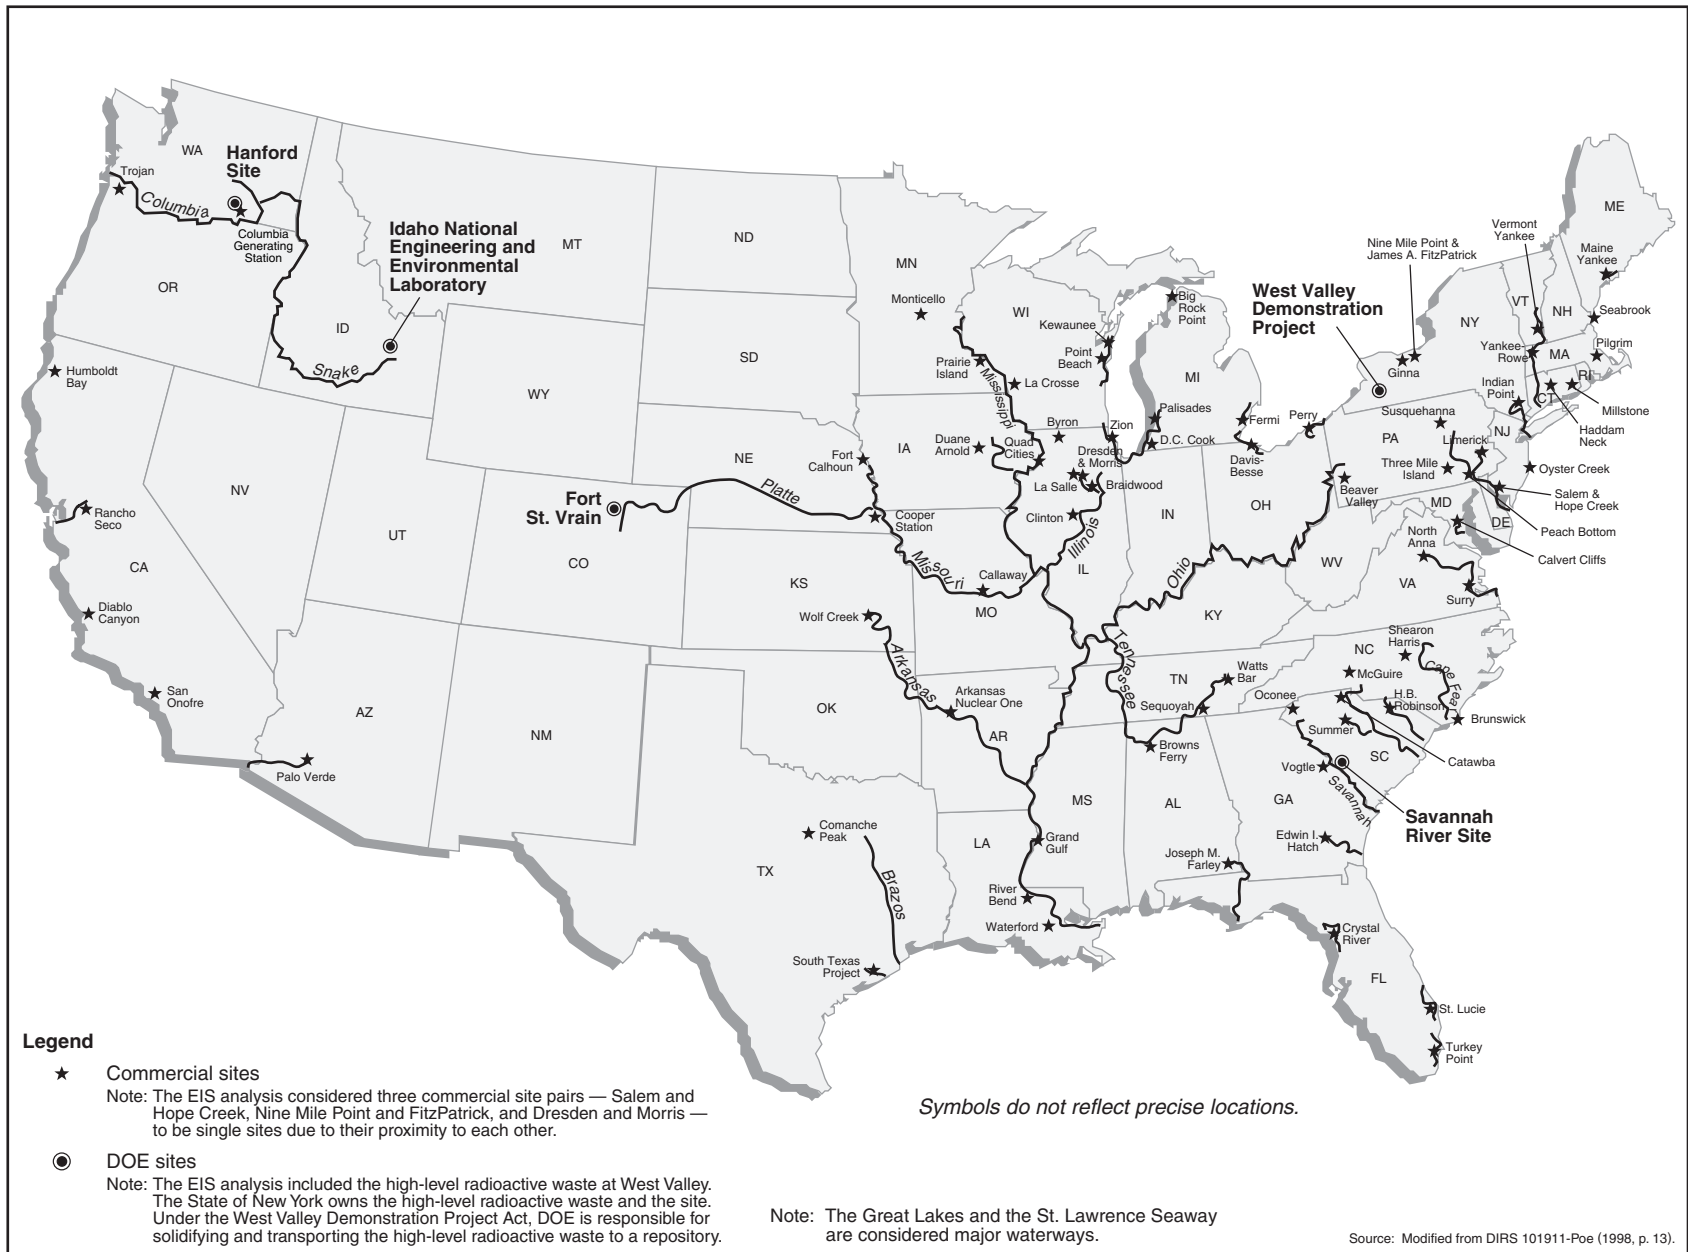 WA
Hanford
Site
Trojan
Columbia
Columbia
Generating
Station
Idaho National
Engineering and
Environmental
Laboratory
OR
ID
Snake
MT
ND
MN
Monticello
SD
WY
WI
Kewaunee
Point
Beach
Big
Rock
Point
Prairie
Island
Mississippi
La Crosse
MI
Palisades
D.C. Cook
Zion
Byron
Humboldt
Bay
NV
UT
CO
Fort
St. Vrain
Platte
NE
Fort
Calhoun
IA
Duane
Arnold
Quad
Cities
Dresden
& Morris
La Salle
Braidwood
Clinton
Illinois
IL
IN
OH
Fermi
Davis-
Besse
Perry
Beaver
Valley
West Valley
Demonstration
Project
Nine Mile Point &
James A. FitzPatrick
Vermont
Yankee
ME
Maine
Yankee
VT
NH
Seabrook
NY
Ginna
Yankee-
Rowe
MA
Pilgrim
RI
CT
Millstone
Haddam
Neck
Indian
Point
Susquehanna
PA
Limerick
NJ
Three Mile
Island
Oyster Creek
Salem &
Hope Creek
Peach Bottom
MD
DE
Calvert Cliffs
North
Anna
WV
VA
Surry
Rancho
Seco
CA
Diablo
Canyon
San
Onofre
AZ
Palo Verde
NM
Cooper
Station
Missouri
Callaway
KS
MO
Wolf Creek
Arkansas
Arkansas
Nuclear One
OK
AR
Ohio
KY
Tennessee
TN
Watts
Bar
Sequoyah
Browns
Ferry
Shearon
Harris
NC
Cape Fear
McGuire
Oconee
H.B.
Robinson
Brunswick
Summer
SC
Catawba
Vogtle
Savannah
Savannah
River Site
MS
AL
GA
Edwin I.
Hatch
Joseph M.
Farley
Comanche
Peak
TX
Brazos
LA
Grand
Gulf
River
Bend
Waterford
South Texas
Project
Crystal
River
FL
St. Lucie
Turkey
Point
Legend
Commercial sites
Note: The EIS analysis considered three commercial site pairs — Salem and
Hope Creek, Nine Mile Point and FitzPatrick, and Dresden and Morris —
to be single sites due to their proximity to each other.
DOE sites
Note: The EIS analysis included the high-level radioactive waste at West Valley.
The State of New York owns the high-level radioactive waste and the site.
Under the West Valley Demonstration Project Act, DOE is responsible for
solidifying and transporting the high-level radioactive waste to a repository.
Symbols do not reflect precise locations.
Note: The Great Lakes and the St. Lawrence Seaway
are considered major waterways.
Source: Modified from DIRS 101911-Poe (1998, p. 13).